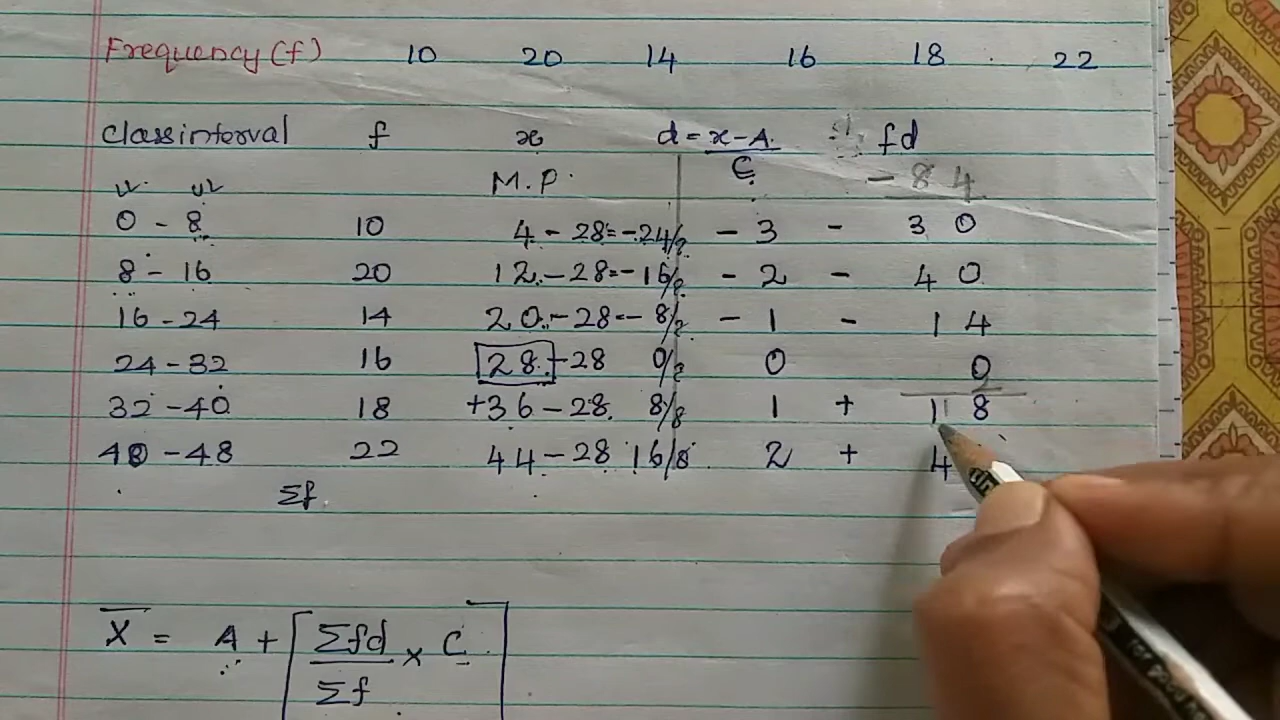 Frequency (f) 10 20 14 16 18 22
Class interval f x d = x-A/C fd
M.P. - 84
0 - 8 10 4 - 28 = - 24/8 - 3 - 30
8 - 16 20 12 - 28 = - 16/8 - 2 - 40
16 - 24 14 20 - 28 = - 8/8 - 1 - 14
24 - 32 16 28 - 28 0/8 0 0
32 - 40 18 +36 - 28 8/8 1 + 18
40 - 48 22 44 - 28 16/8 2 + 4
Σf
X̄ = A + [Σfd/Σf × C]